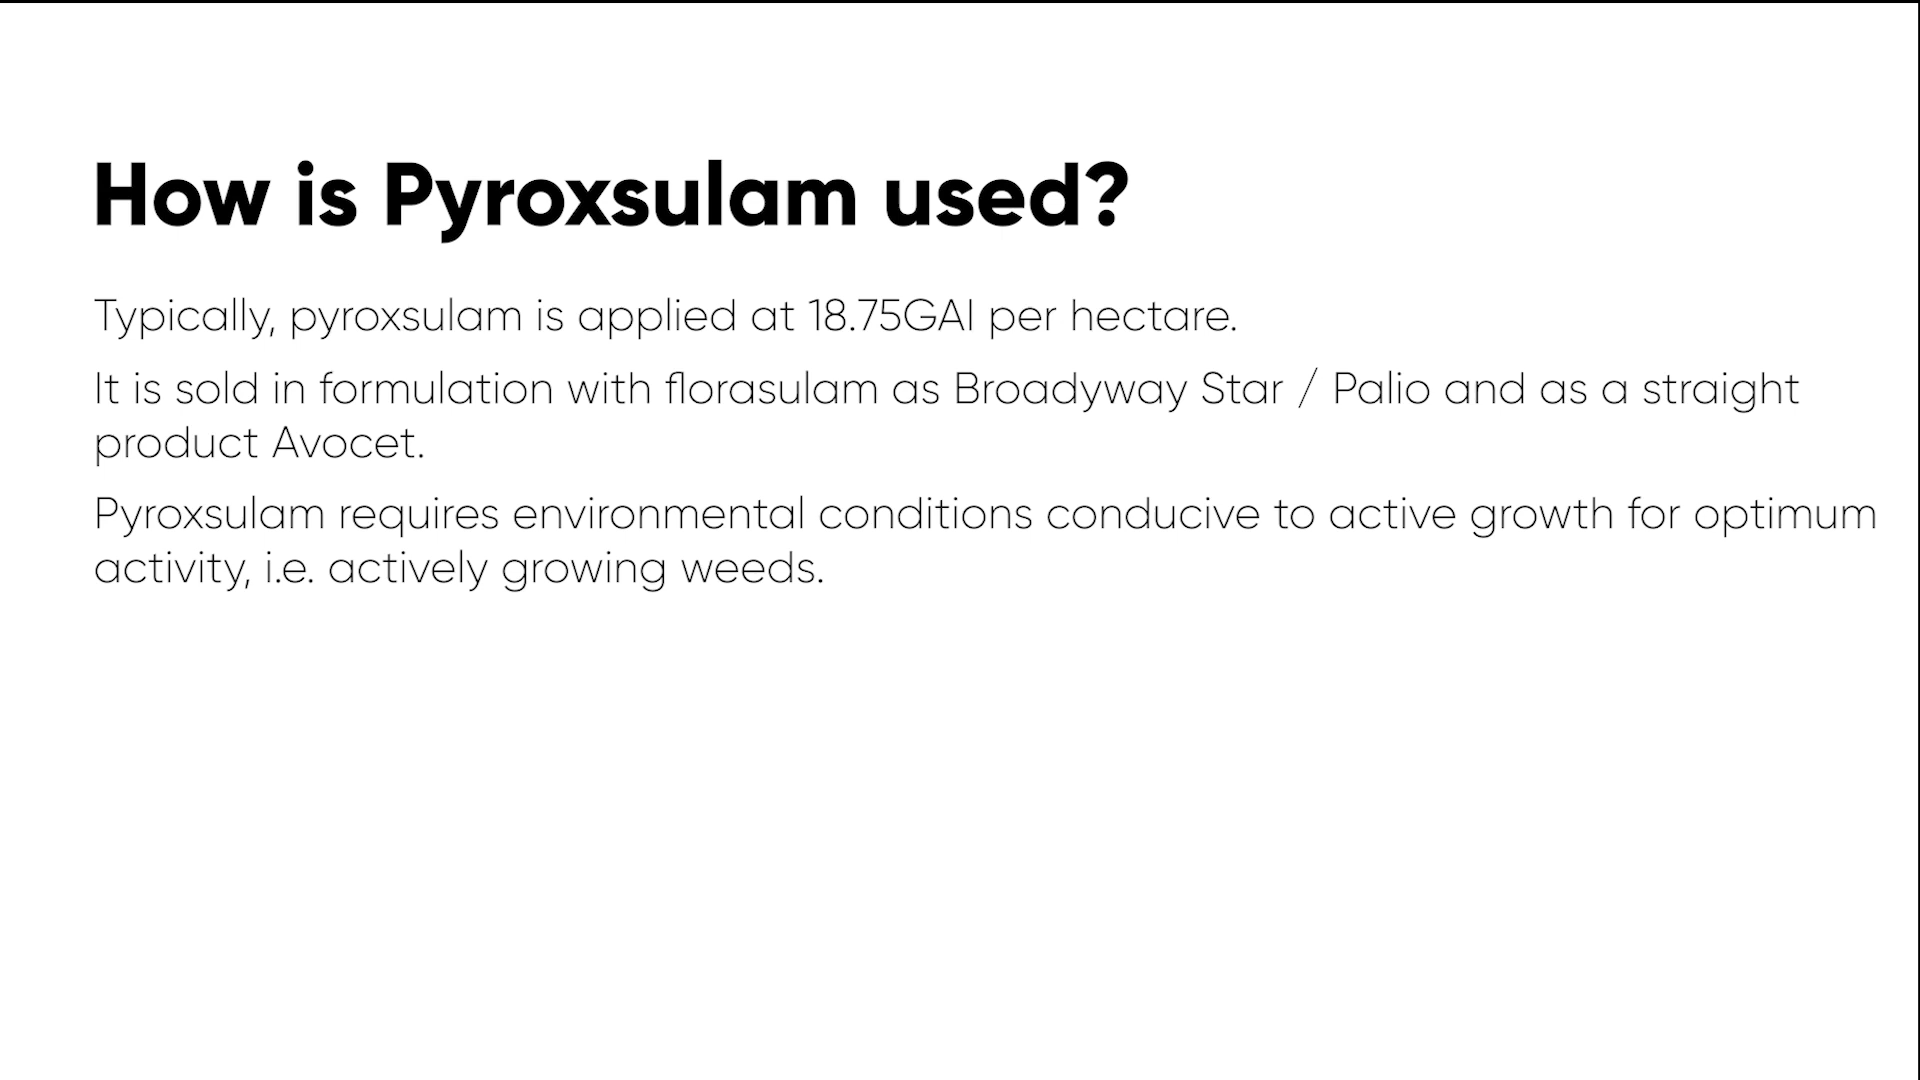 How is Pyroxsulam used?
Typically, pyroxsulam is applied at 18.75GAI per hectare.
It is sold in formulation with florasulam as Broadyway Star / Palio and as a straight
product Avocet.
Pyroxsulam requires environmental conditions conducive to active growth for optimum
activity, i.e. actively growing weeds.